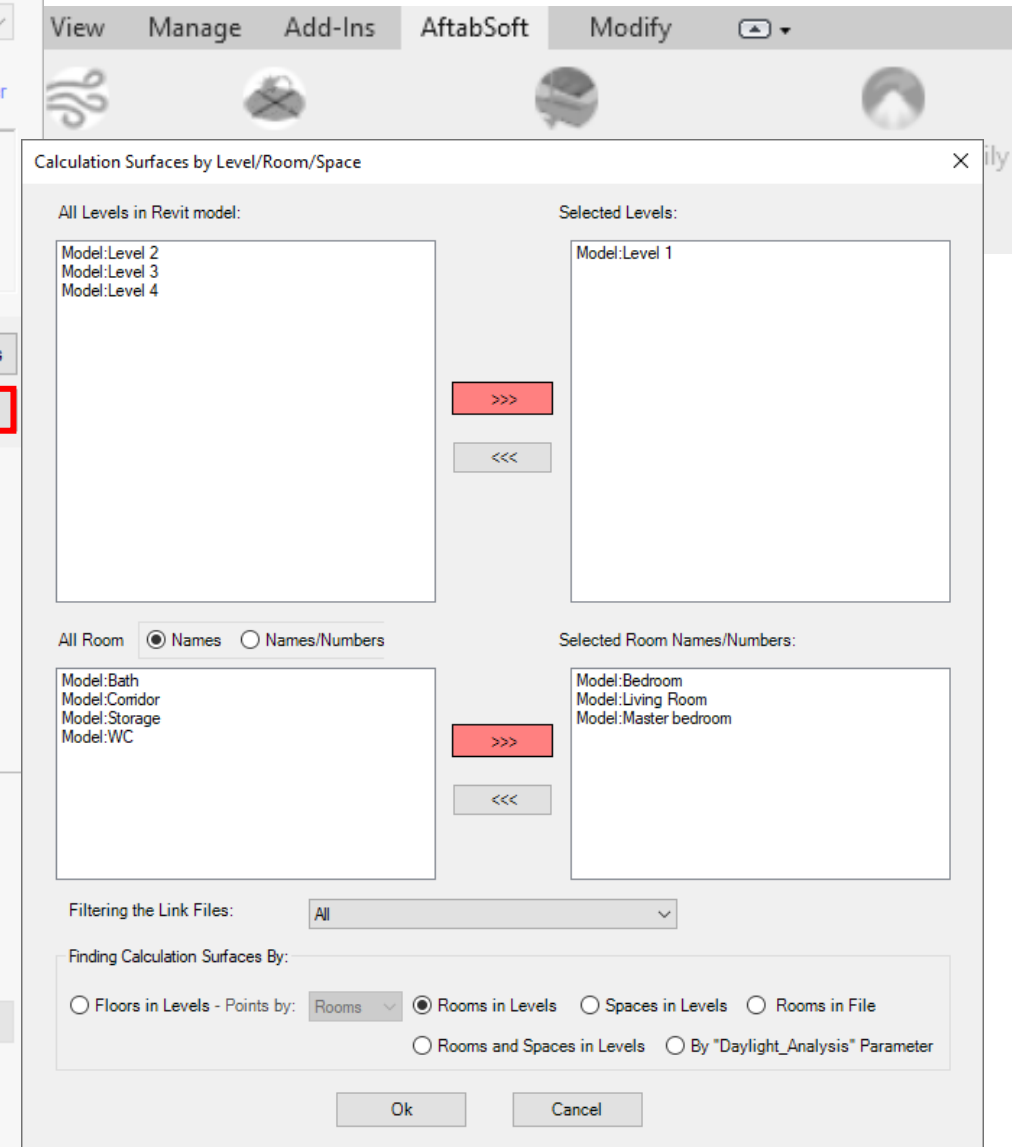 View Manage Add-Ins AftabSoft Modify
r
ily
Calculation Surfaces by Level/Room/Space
All Levels in Revit model: Selected Levels:
Model:Level 2 Model:Level 1
Model:Level 3
Model:Level 4
>>>
<<<
All Room Names Names/Numbers Selected Room Names/Numbers:
Model:Bath Model:Bedroom
Model:Corridor Model:Living Room
Model:Storage Model:Master bedroom
Model:WC
>>>
<<<
Filtering the Link Files: All
Finding Calculation Surfaces By:
Floors in Levels - Points by: Rooms Rooms in Levels Spaces in Levels Rooms in File
Rooms and Spaces in Levels By "Daylight_Analysis" Parameter
Ok Cancel